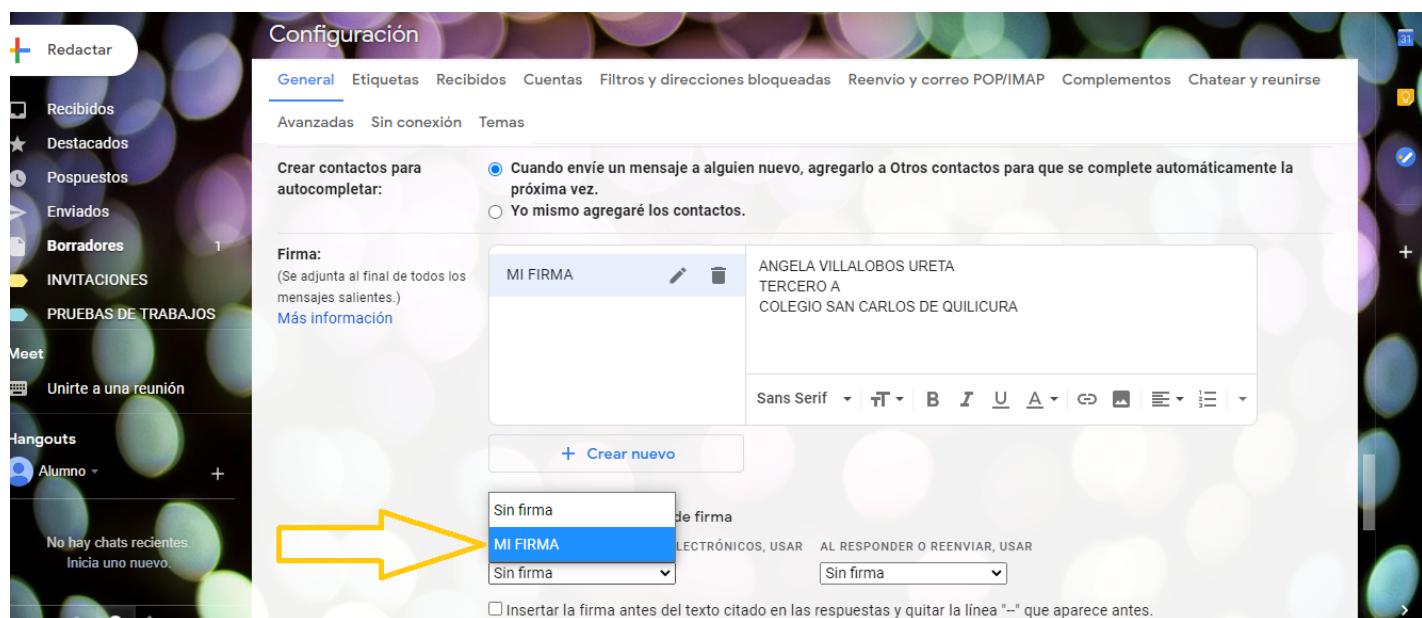 Configuración
Redactar
31
General Etiquetas Recibidos Cuentas Filtros y direcciones bloqueadas Reenvío y correo POP/IMAP Complementos Chatear y reunirse
Avanzadas Sin conexión Temas
Recibidos
Destacados
Pospuestos
Enviados
Borradores 1
INVITACIONES
PRUEBAS DE TRABAJOS
Meet
Unirte a una reunión
Hangouts
Alumno
No hay chats recientes.
Inicia uno nuevo.
Crear contactos para
autocompletar:
Cuando envíe un mensaje a alguien nuevo, agregarlo a Otros contactos para que se complete automáticamente la
próxima vez.
Yo mismo agregaré los contactos.
Firma:
(Se adjunta al final de todos los
mensajes salientes.)
Más información
MI FIRMA
ANGELA VILLALOBOS URETA
TERCERO A
COLEGIO SAN CARLOS DE QUILICURA
Sans Serif
Crear nuevo
Sin firma
MI FIRMA
de firma
ECTRÓNICOS, USAR AL RESPONDER O REENVIAR, USAR
Sin firma Sin firma
Insertar la firma antes del texto citado en las respuestas y quitar la línea "--" que aparece antes.